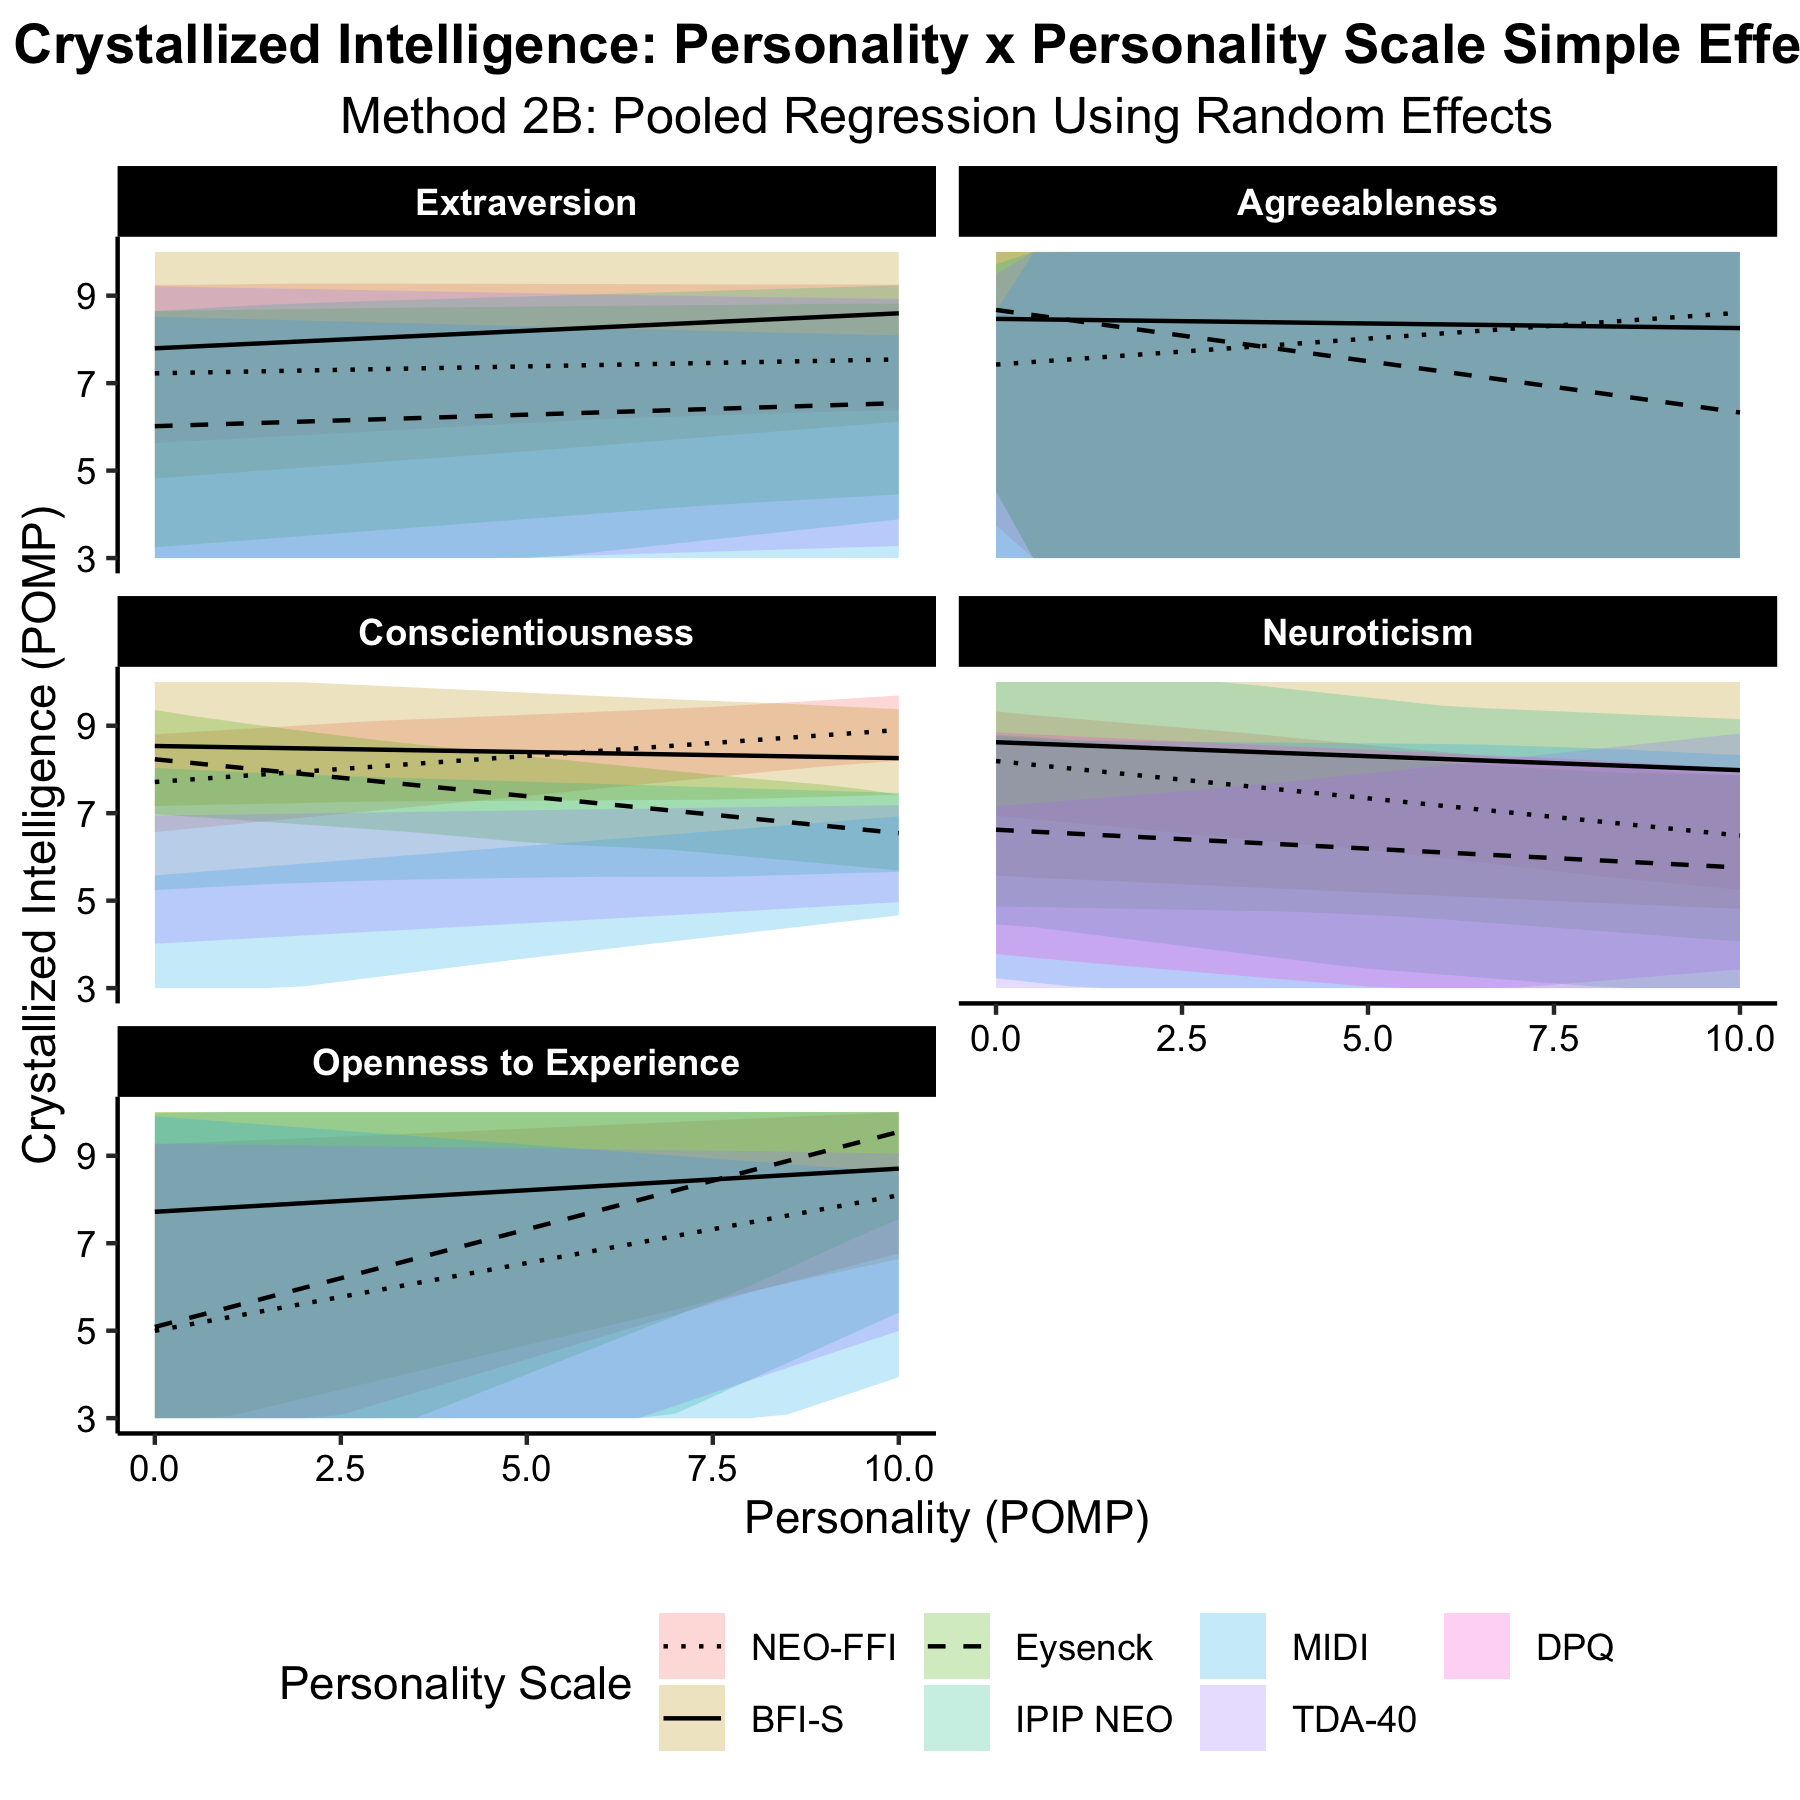 Crystallized Intelligence: Personality x Personality Scale Simple Effe
Method 2B: Pooled Regression Using Random Effects
Extraversion
Agreeableness
9
7
5
3
Conscientiousness
Neuroticism
9
7
5
3
0.0 2.5 5.0 7.5 10.0
Openness to Experience
9
7
5
3
0.0 2.5 5.0 7.5 10.0
Crystallized Intelligence (POMP)
Personality (POMP)
Personality Scale
NEO-FFI
Eysenck
MIDI
DPQ
BFI-S
IPIP NEO
TDA-40